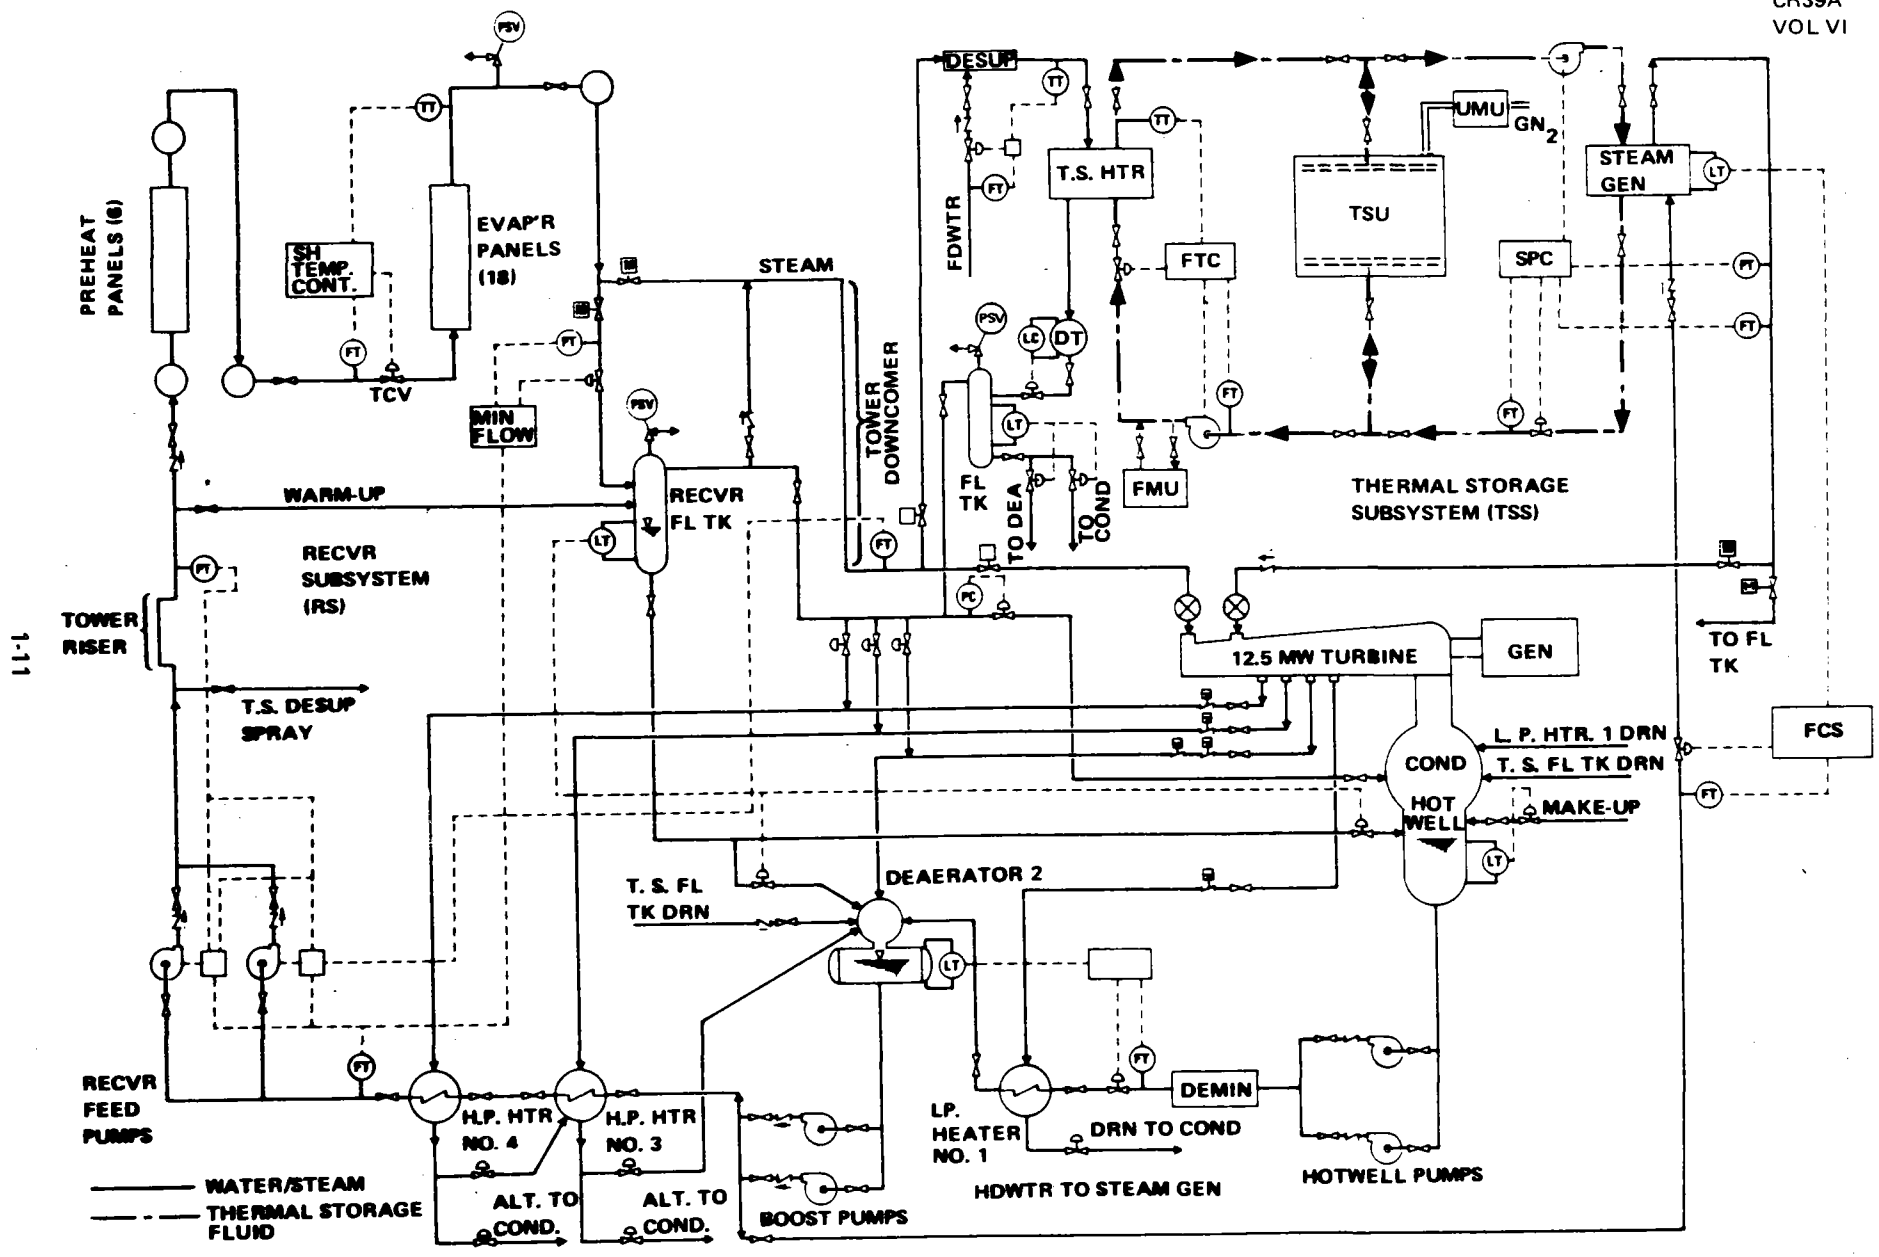 CR39A
VOL VI
PSV
TT
PREHEAT
PANELS (6)
SH
TEMP.
CONT.
EVAP'R
PANELS
(18)
FT
TCV
M
M
PT
MIN
FLOW
PSV
STEAM
TOWER
DOWNCOMER
WARM-UP
RECVR
FL TK
LT
PT
RECVR
SUBSYSTEM
(RS)
TOWER
RISER
T.S. DESUP
SPRAY
1-11
DESUP
TT
FDWTR
FT
T.S. HTR
TT
PSV
LC
DT
LT
FL
TK
TO DEA
TO
COND
FTC
FT
FMU
UMU
GN2
TSU
S
STEAM
GEN
LT
SPC
PT
FT
FT
THERMAL STORAGE
SUBSYSTEM (TSS)
FT
PC
M
12.5 MW TURBINE
GEN
TO FL
TK
FCS
FT
L. P. HTR. 1 DRN
COND
T. S. FL TK DRN
HOT
WELL
MAKE-UP
LT
DEAERATOR 2
T. S. FL
TK DRN
LT
RECVR
FEED
PUMPS
FT
H.P. HTR
NO. 4
H.P. HTR
NO. 3
LP.
HEATER
NO. 1
FT
DEMIN
DRN TO COND
HOTWELL PUMPS
HDWTR TO STEAM GEN
ALT. TO
COND.
ALT. TO
COND.
BOOST PUMPS
WATER/STEAM
THERMAL STORAGE
FLUID